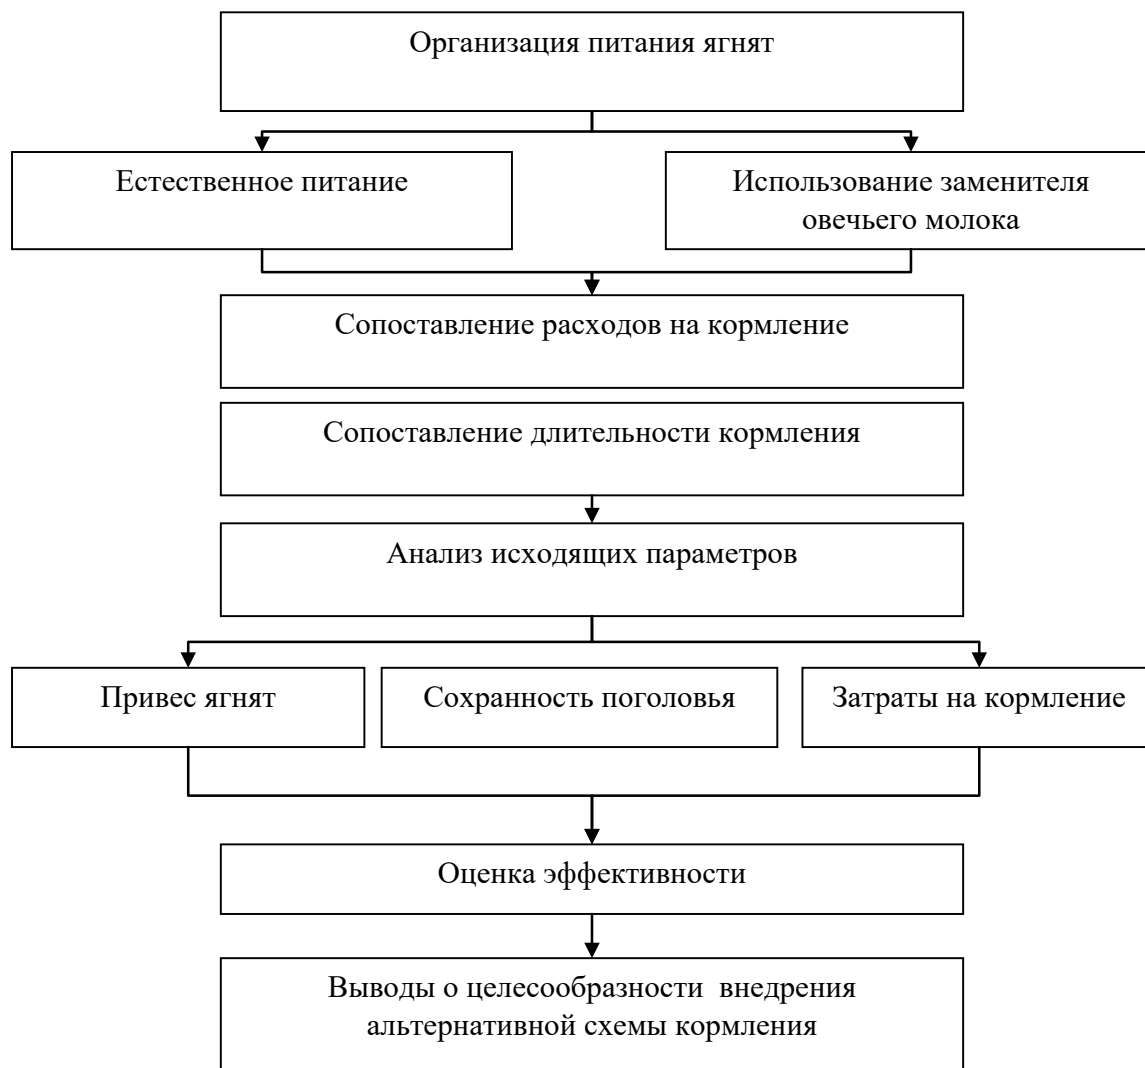 Организация питания ягнят
Естественное питание
Использование заменителя
овечьего молока
Сопоставление расходов на кормление
Сопоставление длительности кормления
Анализ исходящих параметров
Привес ягнят
Сохранность поголовья
Затраты на кормление
Оценка эффективности
Выводы о целесообразности  внедрения
альтернативной схемы кормления